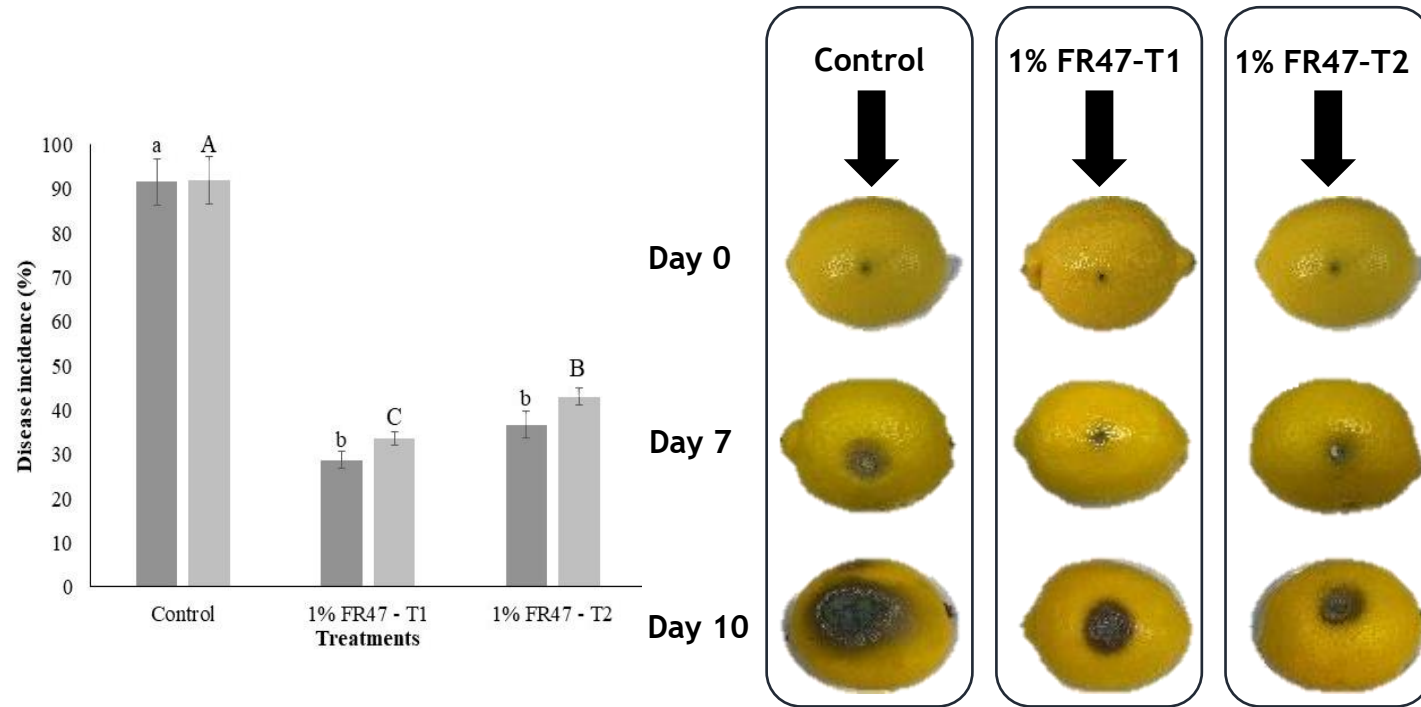 Disease incidence (%)
100
90
80
70
60
50
40
30
20
10
0
a
A
b
C
b
B
Control
1% FR47 - T1
1% FR47 - T2
Treatments
Control
1% FR47-T1
1% FR47-T2
Day 0
Day 7
Day 10